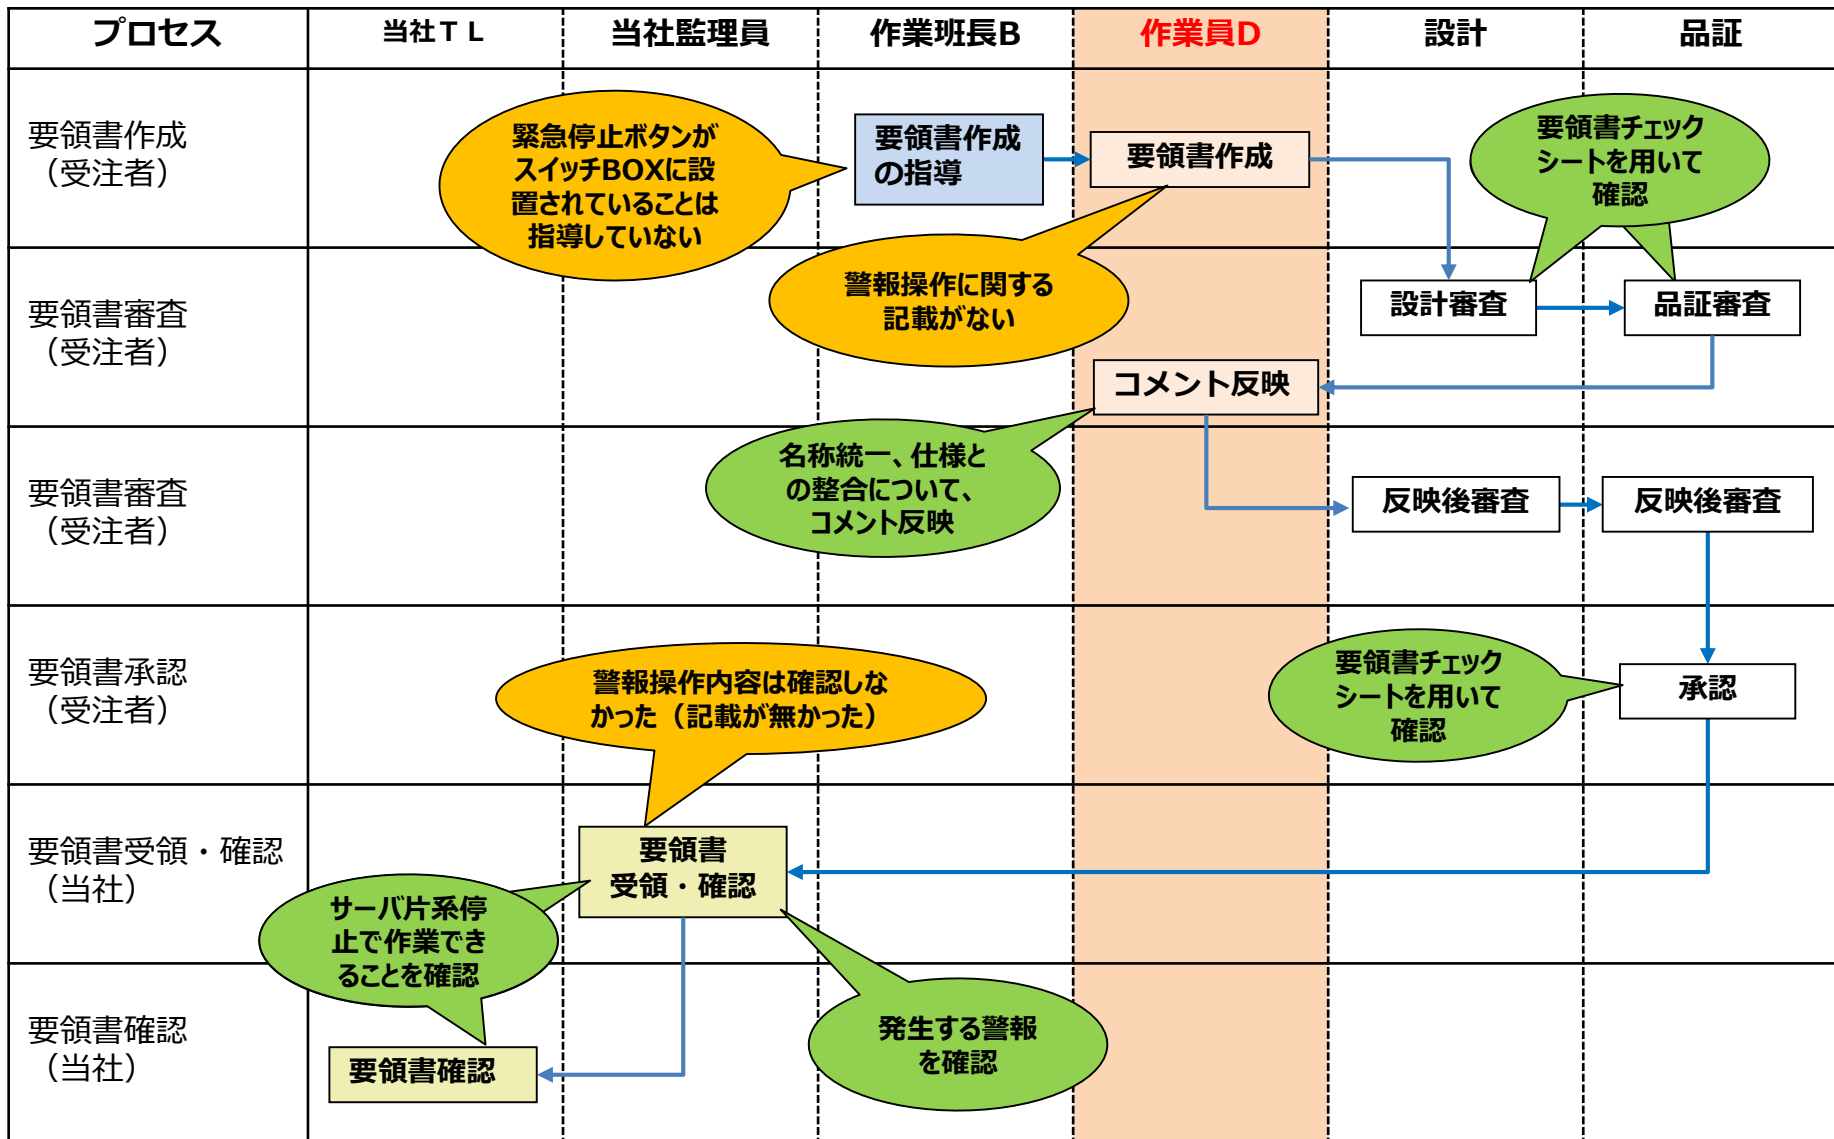 プロセス
当社ＴＬ
当社監理員
作業班長B
作業員D
設計
品証
要領書作成
（受注者）
緊急停止ボタンが
スイッチBOXに設
置されていることは
指導していない
要領書作成
の指導
要領書作成
要領書チェック
シートを用いて
確認
要領書審査
（受注者）
警報操作に関する
記載がない
設計審査
品証審査
コメント反映
要領書審査
（受注者）
名称統一、仕様と
の整合について、
コメント反映
反映後審査
反映後審査
要領書承認
（受注者）
警報操作内容は確認しな
かった（記載が無かった）
要領書チェック
シートを用いて
確認
承認
要領書受領・確認
（当社）
要領書
受領・確認
サーバ片系停
止で作業でき
ることを確認
要領書確認
（当社）
要領書確認
発生する警報
を確認